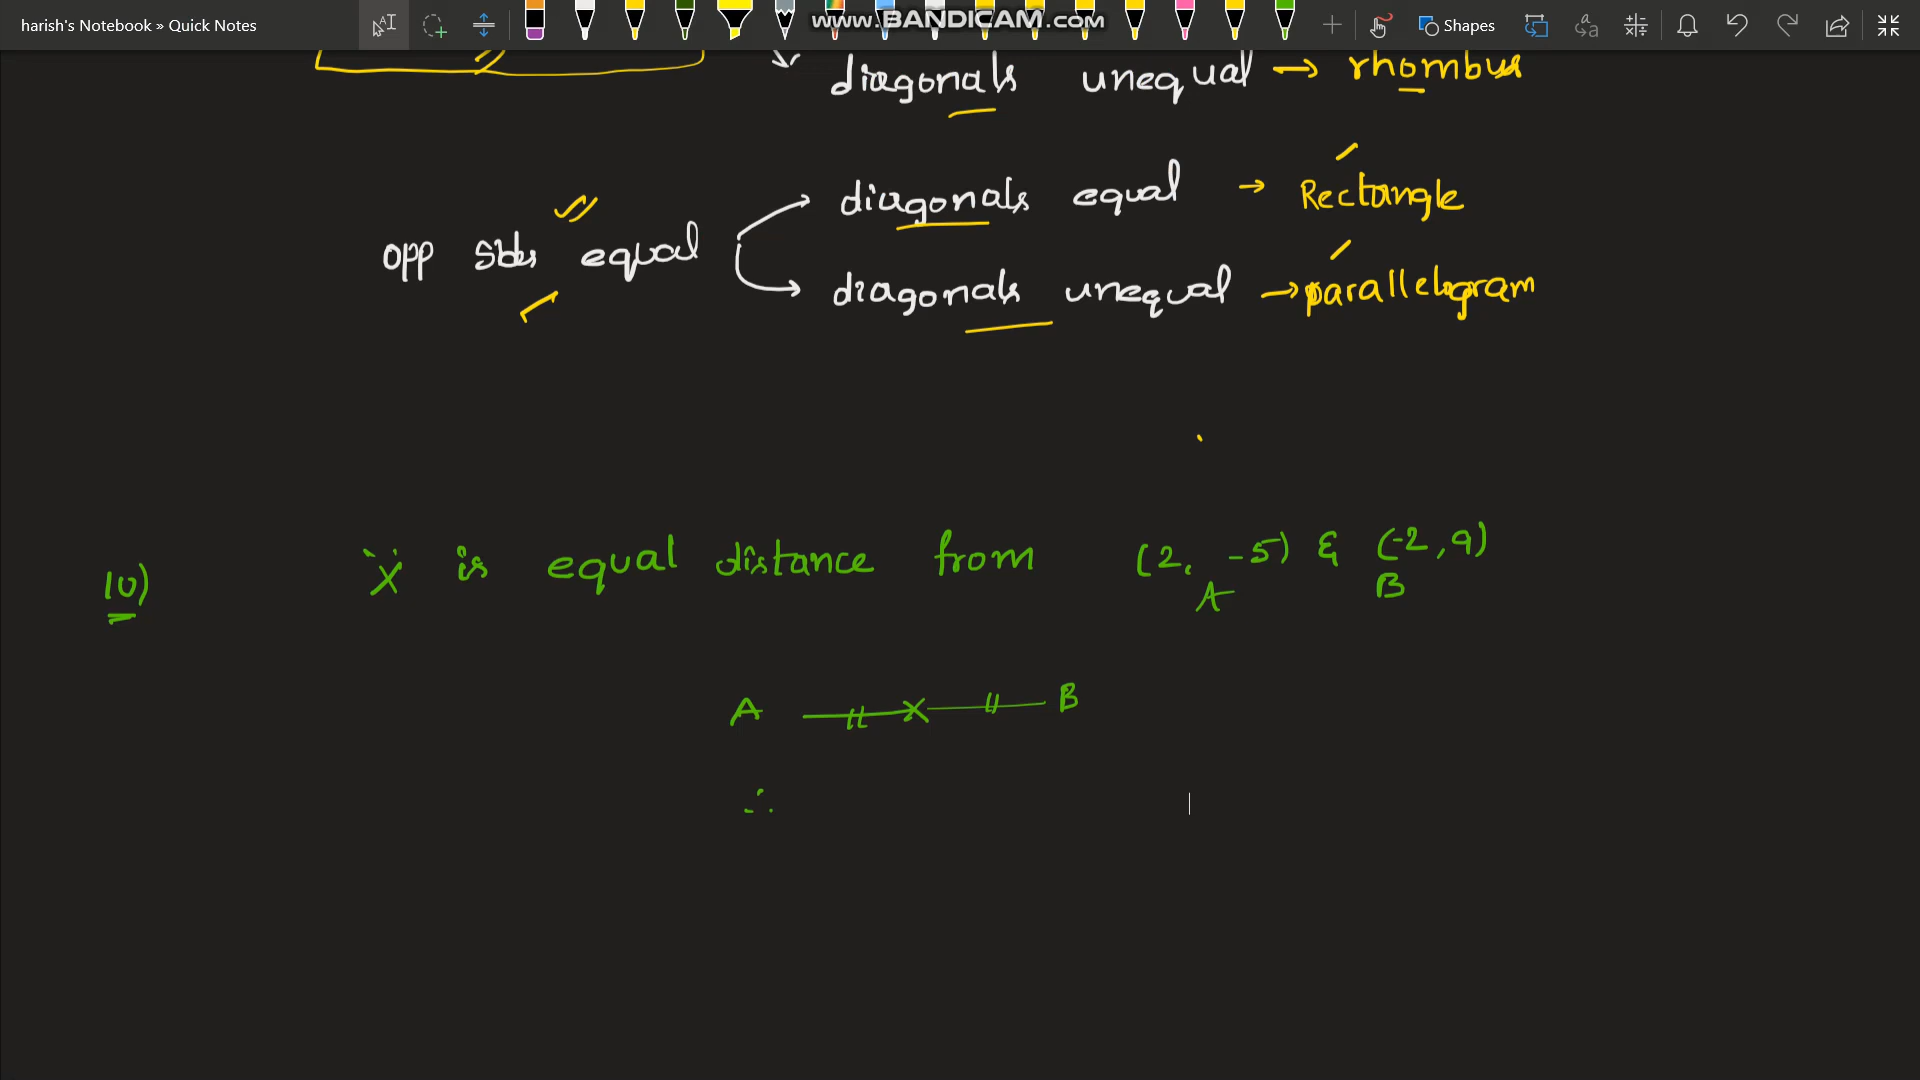 harish's Notebook » Quick Notes
www.BANDICAM.com
Shapes
diagonals unequal → rhombus
diagonals equal → Rectangle
opp sides equal
diagonals unequal → parallelogram
10) 'X' is equal distance from (2, -5) & (-2, 9)
A B
A X B
∴